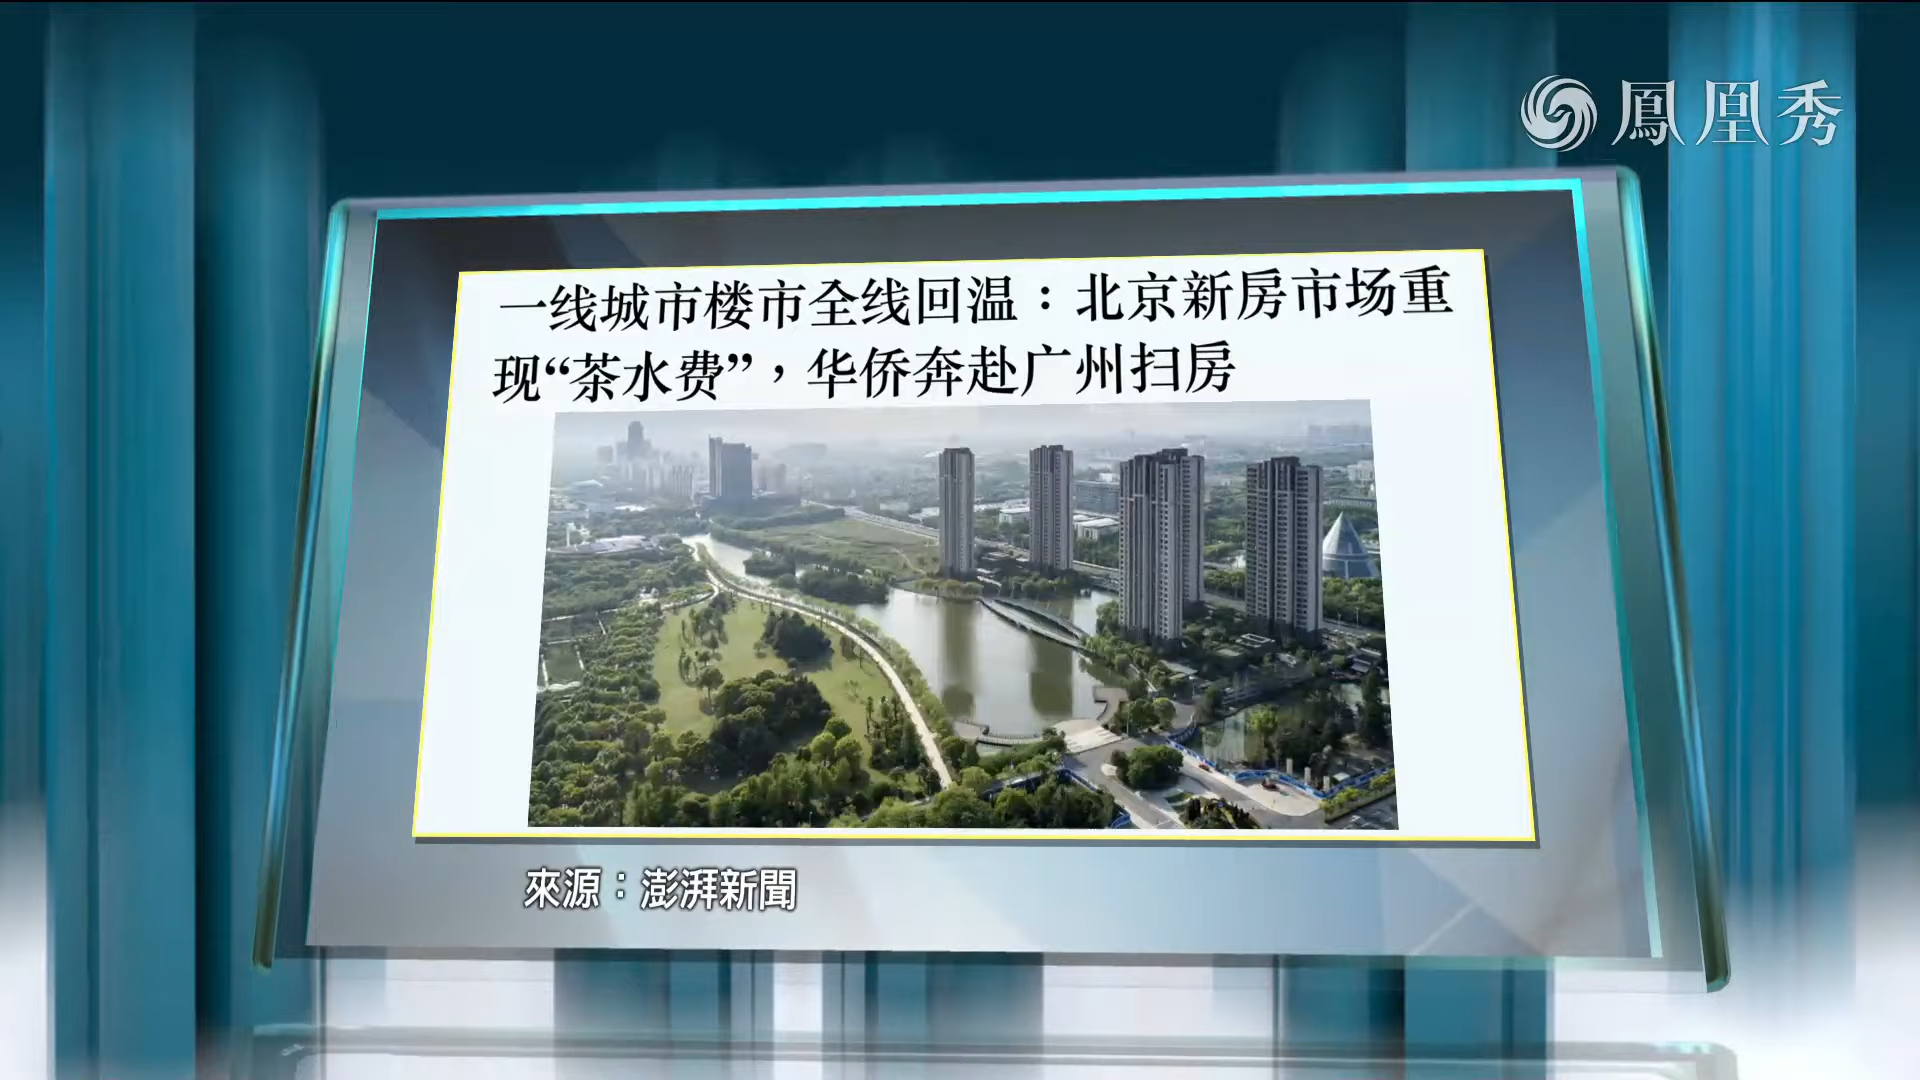 鳳凰秀
一线城市楼市全线回温：北京新房市场重
现“茶水费”，华侨奔赴广州扫房
來源：澎湃新聞